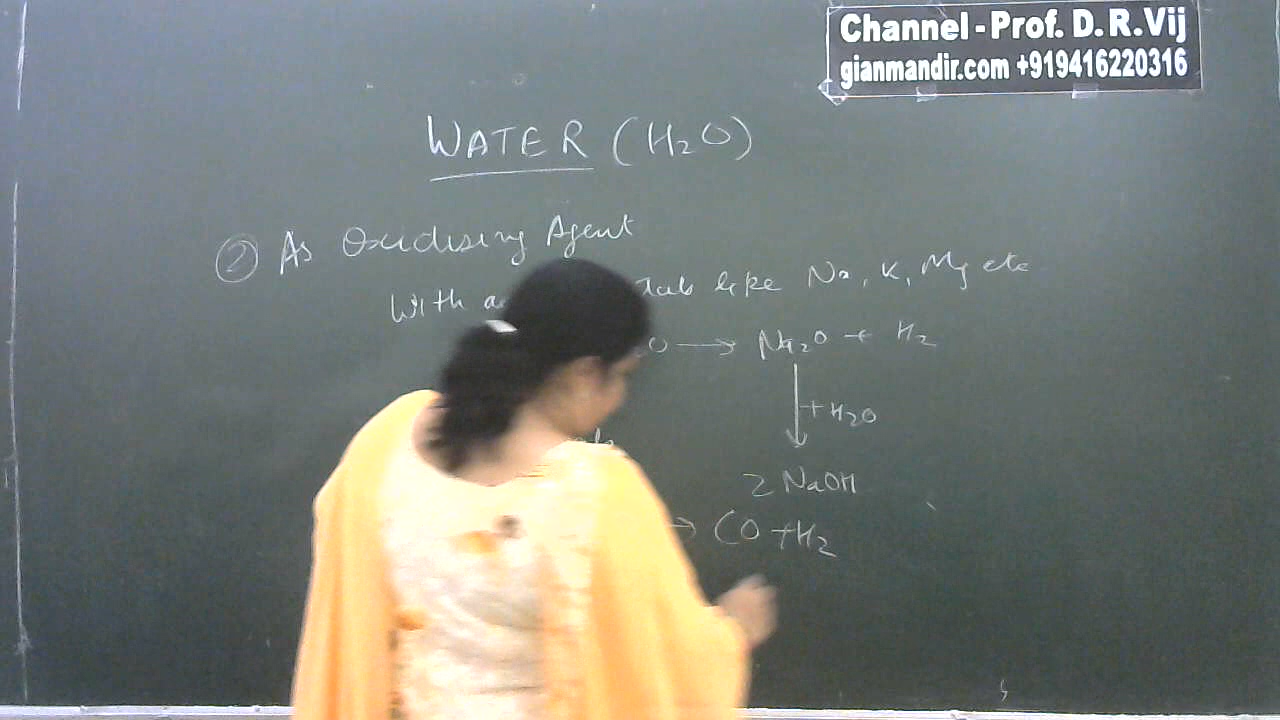 Channel - Prof. D. R. Vij
gianmandir.com +919416220316
WATER (H₂O)
② As Oxidising Agent
With like Na, K, Mg etc
O → Na₂O + H₂
+ H₂O
2 NaOH
→ CO + H₂